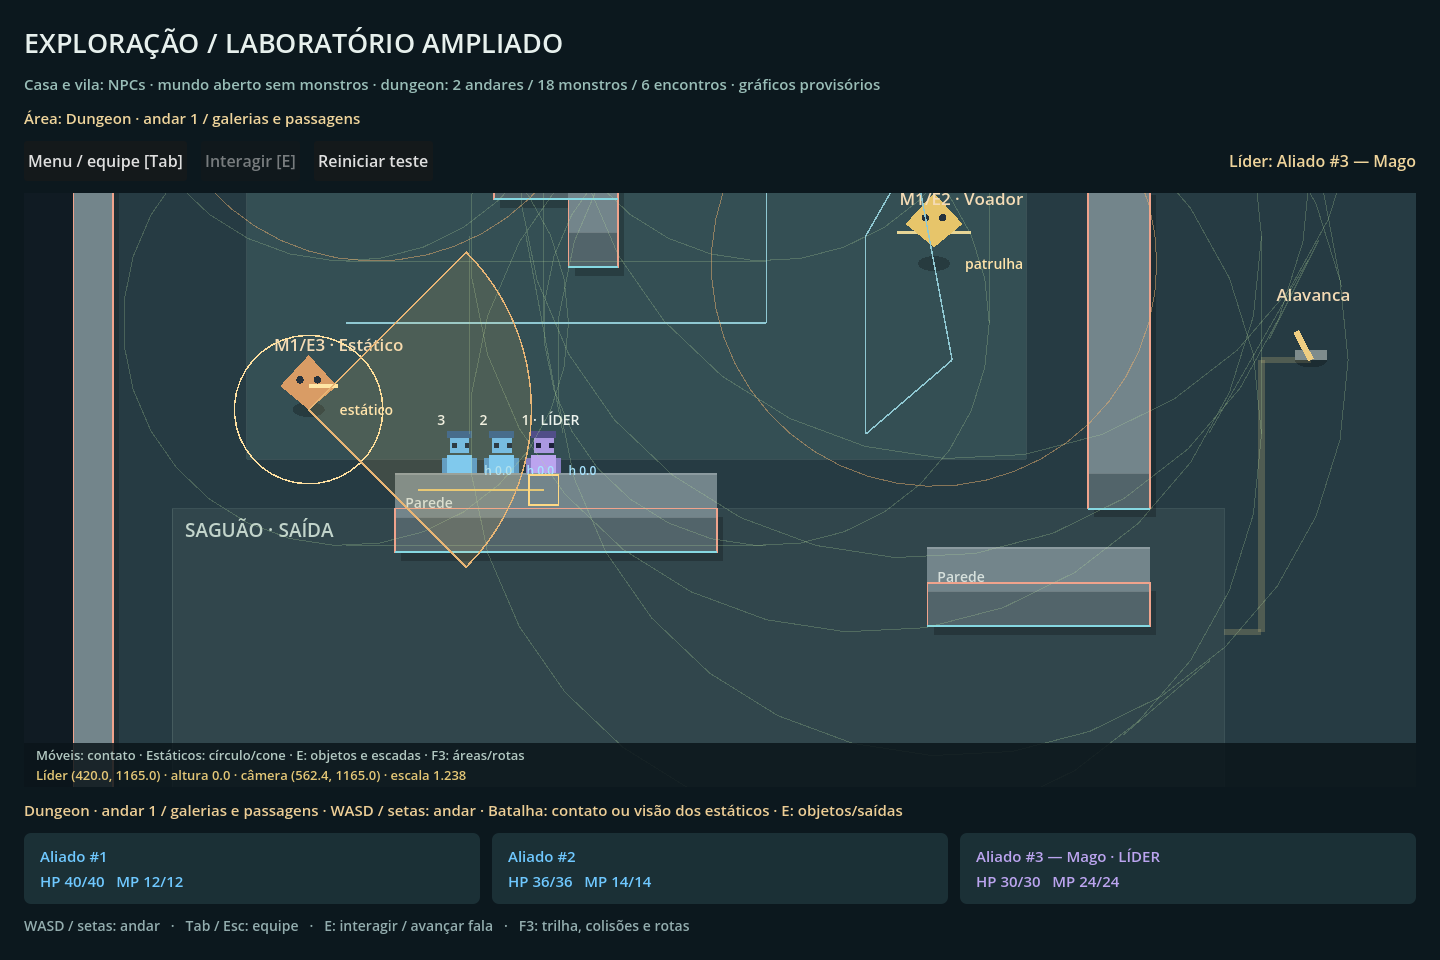 EXPLORAÇÃO / LABORATÓRIO AMPLIADO
Casa e vila: NPCs · mundo aberto sem monstros · dungeon: 2 andares / 18 monstros / 6 encontros · gráficos provisórios
Área: Dungeon · andar 1 / galerias e passagens
Menu / equipe [Tab]
Interagir [E]
Reiniciar teste
Líder: Aliado #3 — Mago
M1/E2 · Voador
patrulha
Alavanca
M1/E3 · Estático
estático
3
2
1 · LÍDER
h 0.0
h 0.0
h 0.0
Parede
SAGUÃO · SAÍDA
Parede
Móveis: contato · Estáticos: círculo/cone · E: objetos e escadas · F3: áreas/rotas
Líder (420.0, 1165.0) · altura 0.0 · câmera (562.4, 1165.0) · escala 1.238
Dungeon · andar 1 / galerias e passagens · WASD / setas: andar · Batalha: contato ou visão dos estáticos · E: objetos/saídas
Aliado #1
HP 40/40 MP 12/12
Aliado #2
HP 36/36 MP 14/14
Aliado #3 — Mago · LÍDER
HP 30/30 MP 24/24
WASD / setas: andar · Tab / Esc: equipe · E: interagir / avançar fala · F3: trilha, colisões e rotas